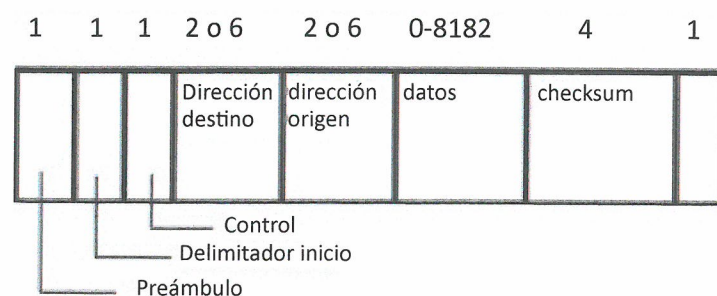 1 1 1 2 o 6 2 o 6 0-8182 4 1
Dirección dirección datos checksum
destino origen
Control
Delimitador inicio
Preámbulo